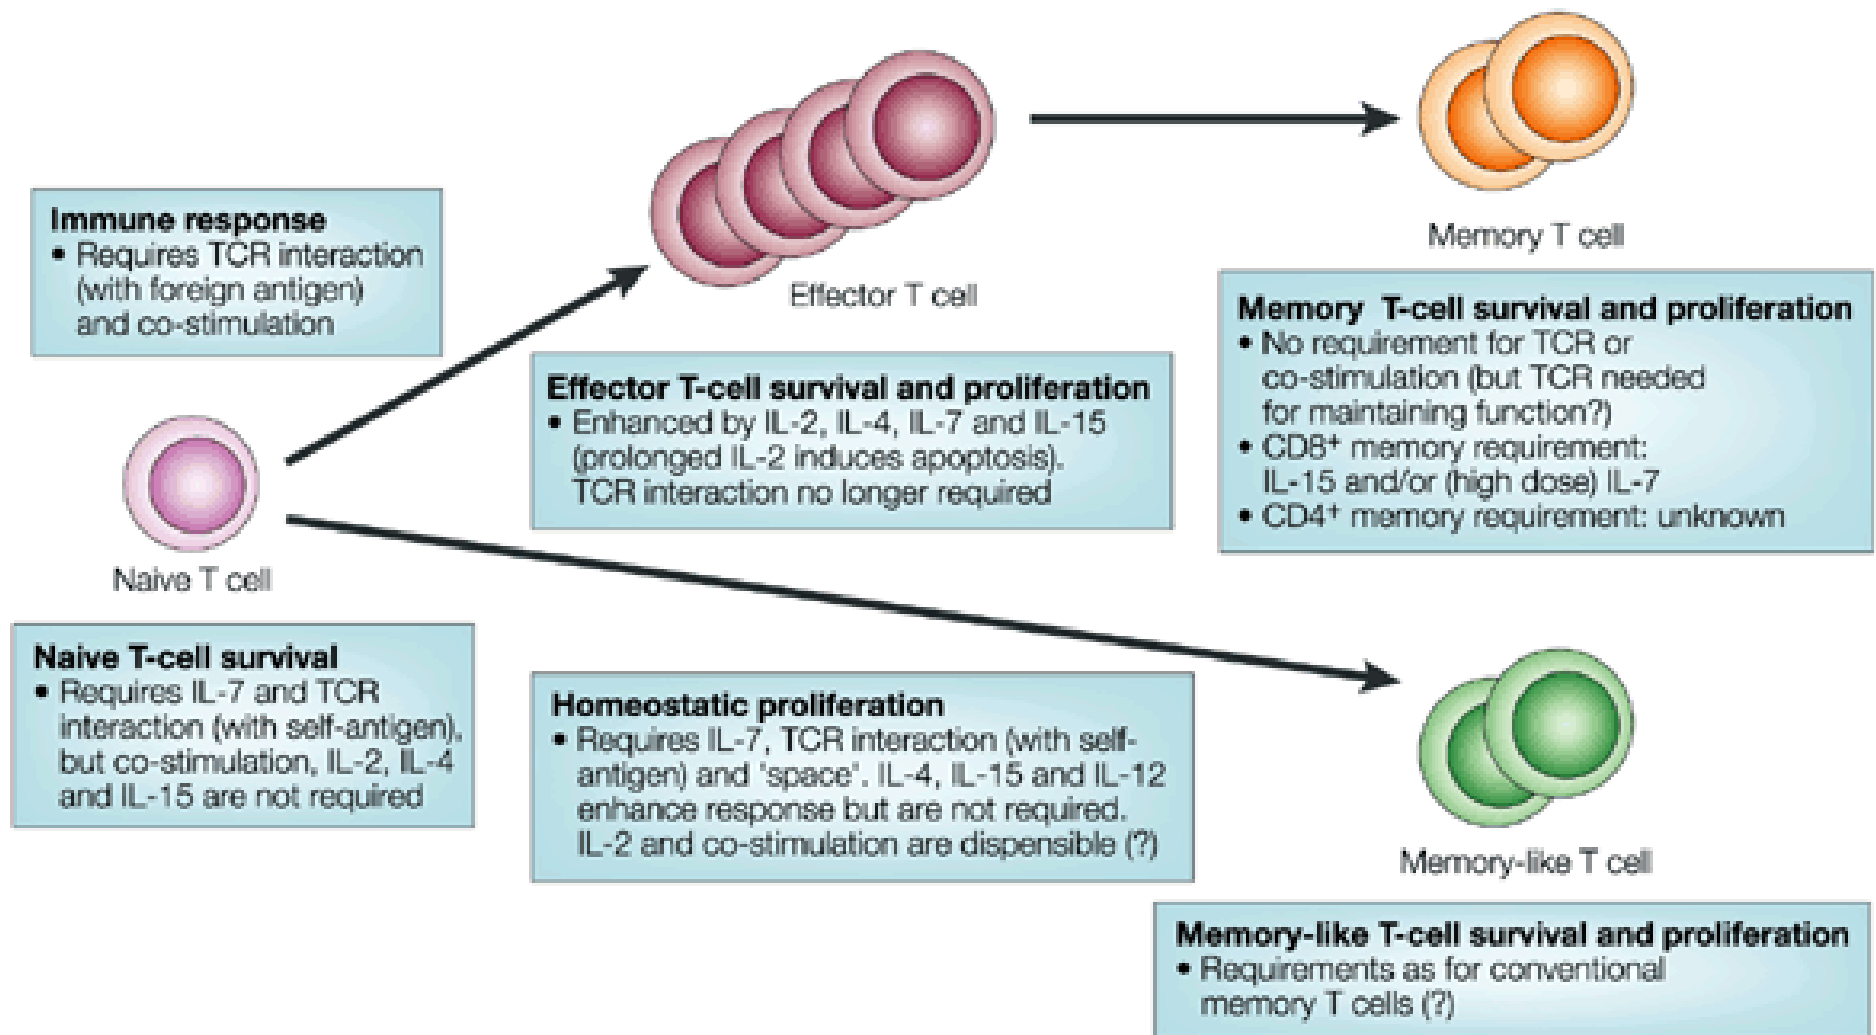 Immune response
• Requires TCR interaction
(with foreign antigen)
and co-stimulation
Effector T cell
Memory T cell
Effector T-cell survival and proliferation
• Enhanced by IL-2, IL-4, IL-7 and IL-15
(prolonged IL-2 induces apoptosis).
TCR interaction no longer required
Memory T-cell survival and proliferation
• No requirement for TCR or
co-stimulation (but TCR needed
for maintaining function?)
• CD8⁺ memory requirement:
IL-15 and/or (high dose) IL-7
• CD4⁺ memory requirement: unknown
Naive T cell
Naive T-cell survival
• Requires IL-7 and TCR
interaction (with self-antigen),
but co-stimulation, IL-2, IL-4
and IL-15 are not required
Homeostatic proliferation
• Requires IL-7, TCR interaction (with self-
antigen) and 'space'. IL-4, IL-15 and IL-12
enhance response but are not required.
IL-2 and co-stimulation are dispensible (?)
Memory-like T cell
Memory-like T-cell survival and proliferation
• Requirements as for conventional
memory T cells (?)